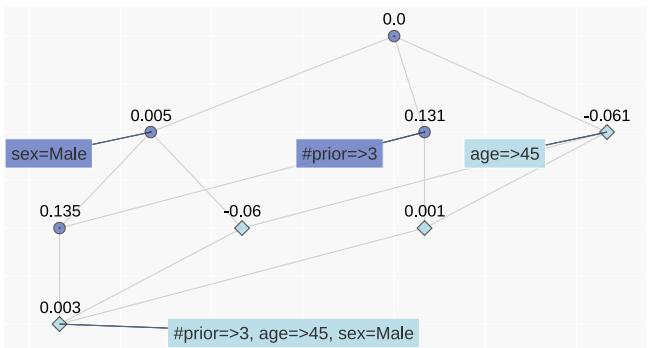 0.0
0.005
0.131
-0.061
sex=Male
#prior=>3
age=>45
0.135
-0.06
0.001
0.003
#prior=>3, age=>45, sex=Male